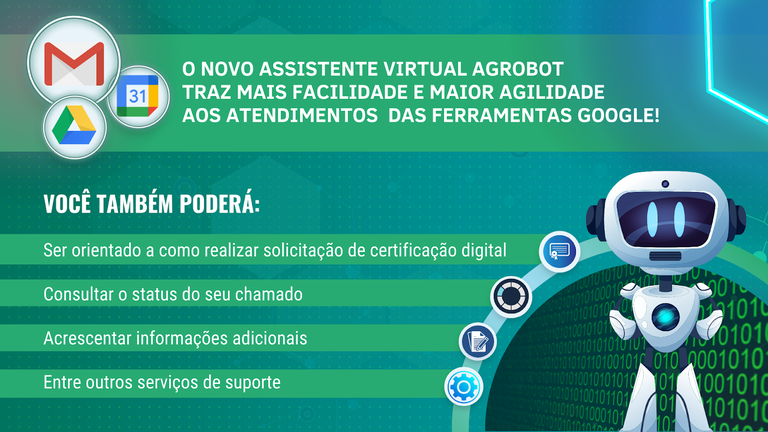 31
O NOVO ASSISTENTE VIRTUAL AGROBOT
TRAZ MAIS FACILIDADE E MAIOR AGILIDADE
AOS ATENDIMENTOS DAS FERRAMENTAS GOOGLE!
VOCÊ TAMBÉM PODERÁ:
Ser orientado a como realizar solicitação de certificação digital
Consultar o status do seu chamado
Acrescentar informações adicionais
Entre outros serviços de suporte